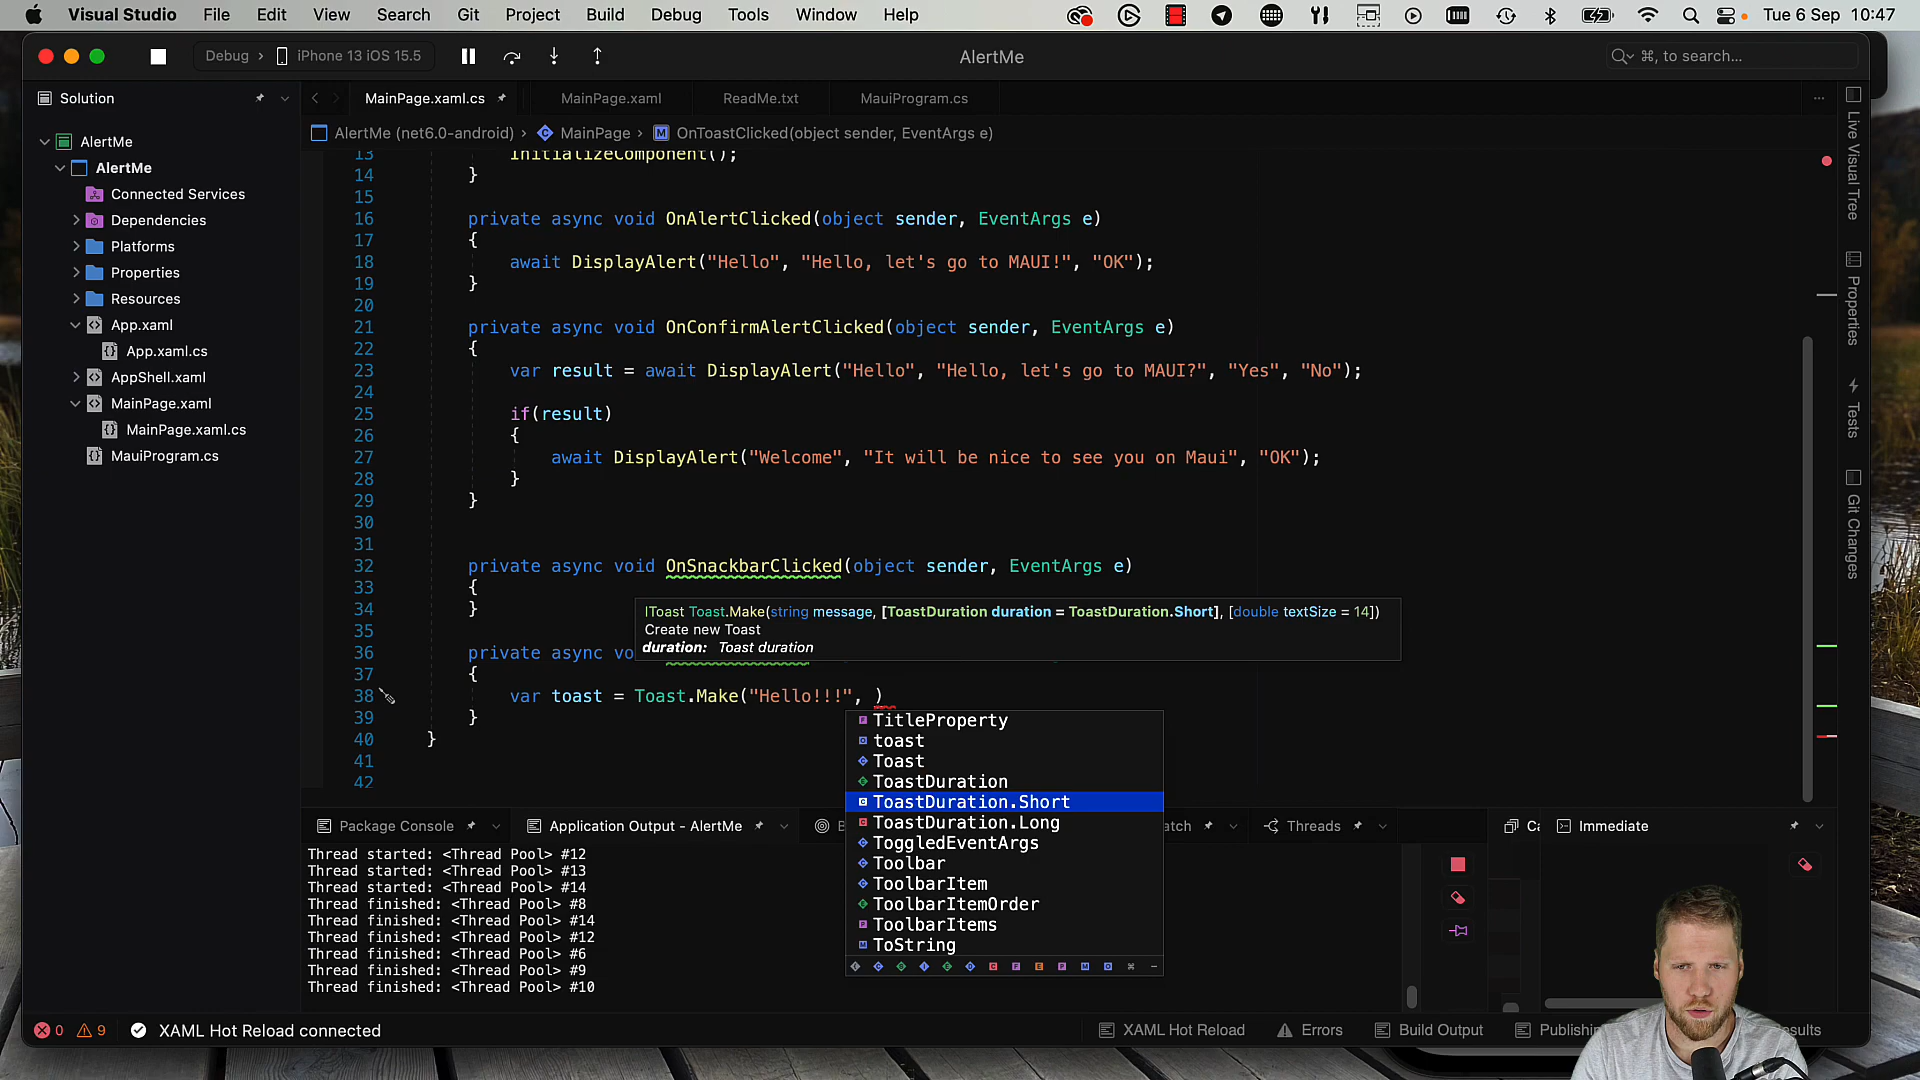 Visual Studio File Edit View Search Git Project Build Debug Tools Window Help Tue 6 Sep 10:47
Debug › iPhone 13 iOS 15.5 AlertMe ⌘, to search...
Solution MainPage.xaml.cs MainPage.xaml ReadMe.txt MauiProgram.cs
AlertMe (net6.0-android) › MainPage › OnToastClicked(object sender, EventArgs e)
AlertMe
AlertMe
Connected Services
Dependencies
Platforms
Properties
Resources
App.xaml
App.xaml.cs
AppShell.xaml
MainPage.xaml
MainPage.xaml.cs
MauiProgram.cs
13 InitializeComponent();
14 }
15
16 private async void OnAlertClicked(object sender, EventArgs e)
17 {
18 await DisplayAlert("Hello", "Hello, let's go to MAUI!", "OK");
19 }
20
21 private async void OnConfirmAlertClicked(object sender, EventArgs e)
22 {
23 var result = await DisplayAlert("Hello", "Hello, let's go to MAUI?", "Yes", "No");
24
25 if(result)
26 {
27 await DisplayAlert("Welcome", "It will be nice to see you on Maui", "OK");
28 }
29 }
30
31
32 private async void OnSnackbarClicked(object sender, EventArgs e)
33 {
34 }
35
36 private async vo
37 {
38 var toast = Toast.Make("Hello!!!", )
39 }
40 }
41
42
IToast Toast.Make(string message, [ToastDuration duration = ToastDuration.Short], [double textSize = 14])
Create new Toast
duration: Toast duration
TitleProperty
toast
Toast
ToastDuration
ToastDuration.Short
ToastDuration.Long
ToggledEventArgs
Toolbar
ToolbarItem
ToolbarItemOrder
ToolbarItems
ToString
Live Visual Tree
Properties
Tests
Git Changes
Package Console Application Output - AlertMe B atch Threads Ca Immediate
Thread started: <Thread Pool> #12
Thread started: <Thread Pool> #13
Thread started: <Thread Pool> #14
Thread finished: <Thread Pool> #8
Thread finished: <Thread Pool> #14
Thread finished: <Thread Pool> #12
Thread finished: <Thread Pool> #6
Thread finished: <Thread Pool> #9
Thread finished: <Thread Pool> #10
0 9 XAML Hot Reload connected XAML Hot Reload Errors Build Output Publishin sults